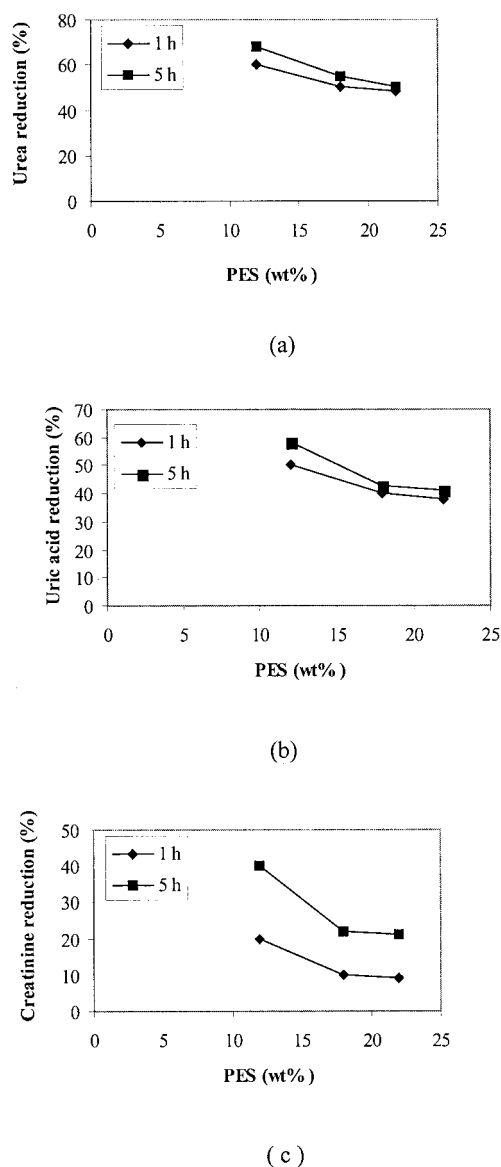 80
60
40
20
0
Urea reduction (%)
1 h
5 h
0 5 10 15 20 25
PES (wt%)
(a)
70
60
50
40
30
20
10
0
Uric acid reduction (%)
1 h
5 h
0 5 10 15 20 25
PES (wt%)
(b)
50
40
30
20
10
0
Creatinine reduction (%)
1 h
5 h
0 5 10 15 20 25
PES (wt%)
( c )